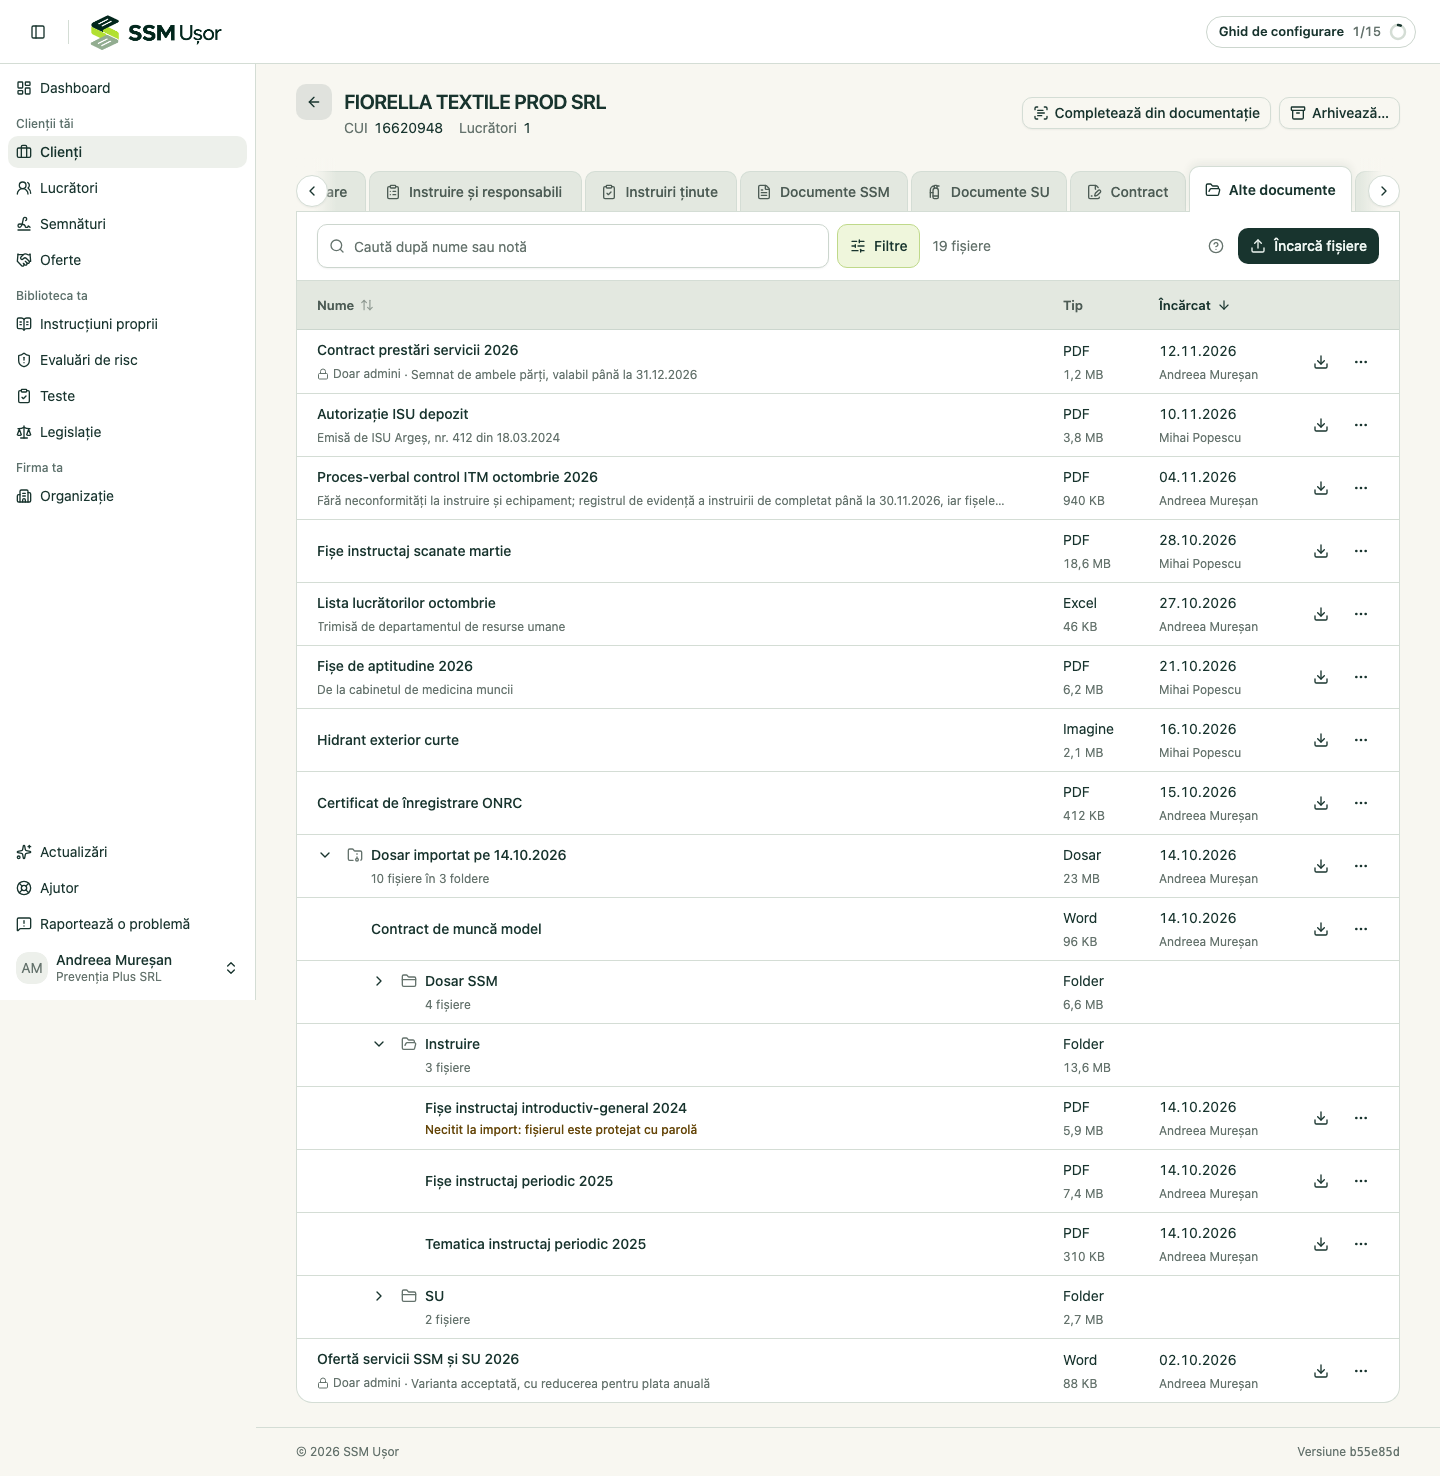 SSM Ușor
Ghid de configurare 1/15
Dashboard
Clienții tăi
Clienți
Lucrători
Semnături
Oferte
Biblioteca ta
Instrucțiuni proprii
Evaluări de risc
Teste
Legislație
Firma ta
Organizație
Actualizări
Ajutor
Raportează o problemă
AM
Andreea Mureșan
Prevenția Plus SRL
FIORELLA TEXTILE PROD SRL
CUI 16620948 Lucrători 1
Completează din documentație
Arhivează...
are
Instruire și responsabili
Instruiri ținute
Documente SSM
Documente SU
Contract
Alte documente
Caută după nume sau notă
Filtre
19 fișiere
Încarcă fișiere
Nume Tip Încărcat
Contract prestări servicii 2026 PDF 12.11.2026
Doar admini · Semnat de ambele părți, valabil până la 31.12.2026 1,2 MB Andreea Mureșan
Autorizație ISU depozit PDF 10.11.2026
Emisă de ISU Argeș, nr. 412 din 18.03.2024 3,8 MB Mihai Popescu
Proces-verbal control ITM octombrie 2026 PDF 04.11.2026
Fără neconformități la instruire și echipament; registrul de evidență a instruirii de completat până la 30.11.2026, iar fișele... 940 KB Andreea Mureșan
Fișe instructaj scanate martie PDF 28.10.2026
18,6 MB Mihai Popescu
Lista lucrătorilor octombrie Excel 27.10.2026
Trimisă de departamentul de resurse umane 46 KB Andreea Mureșan
Fișe de aptitudine 2026 PDF 21.10.2026
De la cabinetul de medicina muncii 6,2 MB Mihai Popescu
Hidrant exterior curte Imagine 16.10.2026
2,1 MB Mihai Popescu
Certificat de înregistrare ONRC PDF 15.10.2026
412 KB Andreea Mureșan
Dosar importat pe 14.10.2026 Dosar 14.10.2026
10 fișiere în 3 foldere 23 MB Andreea Mureșan
Contract de muncă model Word 14.10.2026
96 KB Andreea Mureșan
Dosar SSM Folder
4 fișiere 6,6 MB
Instruire Folder
3 fișiere 13,6 MB
Fișe instructaj introductiv-general 2024 PDF 14.10.2026
Necitit la import: fișierul este protejat cu parolă 5,9 MB Andreea Mureșan
Fișe instructaj periodic 2025 PDF 14.10.2026
7,4 MB Andreea Mureșan
Tematica instructaj periodic 2025 PDF 14.10.2026
310 KB Andreea Mureșan
SU Folder
2 fișiere 2,7 MB
Ofertă servicii SSM și SU 2026 Word 02.10.2026
Doar admini · Varianta acceptată, cu reducerea pentru plata anuală 88 KB Andreea Mureșan
© 2026 SSM Ușor
Versiune b55e85d